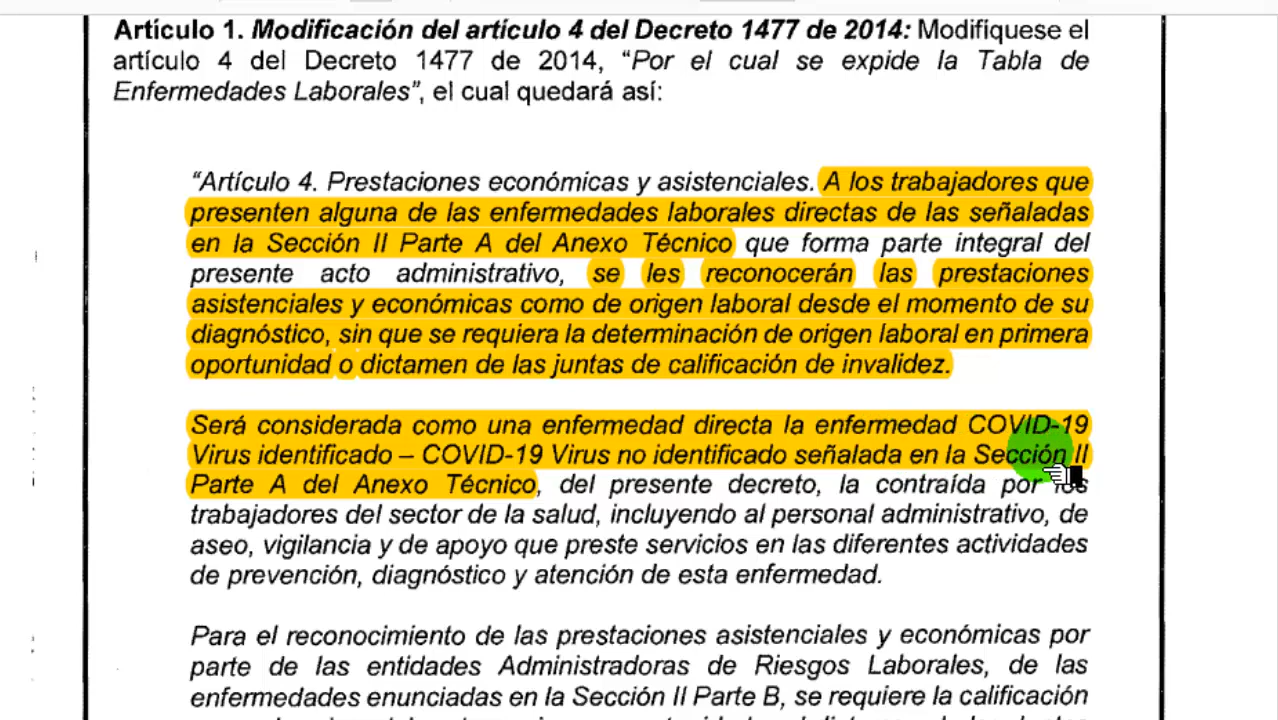 Artículo 1. Modificación del artículo 4 del Decreto 1477 de 2014: Modifíquese el
artículo 4 del Decreto 1477 de 2014, “Por el cual se expide la Tabla de
Enfermedades Laborales”, el cual quedará así:
“Artículo 4. Prestaciones económicas y asistenciales. A los trabajadores que
presenten alguna de las enfermedades laborales directas de las señaladas
en la Sección II Parte A del Anexo Técnico que forma parte integral del
presente acto administrativo, se les reconocerán las prestaciones
asistenciales y económicas como de origen laboral desde el momento de su
diagnóstico, sin que se requiera la determinación de origen laboral en primera
oportunidad o dictamen de las juntas de calificación de invalidez.
Será considerada como una enfermedad directa la enfermedad COVID-19
Virus identificado – COVID-19 Virus no identificado señalada en la Sección II
Parte A del Anexo Técnico, del presente decreto, la contraída por los
trabajadores del sector de la salud, incluyendo al personal administrativo, de
aseo, vigilancia y de apoyo que preste servicios en las diferentes actividades
de prevención, diagnóstico y atención de esta enfermedad.
Para el reconocimiento de las prestaciones asistenciales y económicas por
parte de las entidades Administradoras de Riesgos Laborales, de las
enfermedades enunciadas en la Sección II Parte B, se requiere la calificación